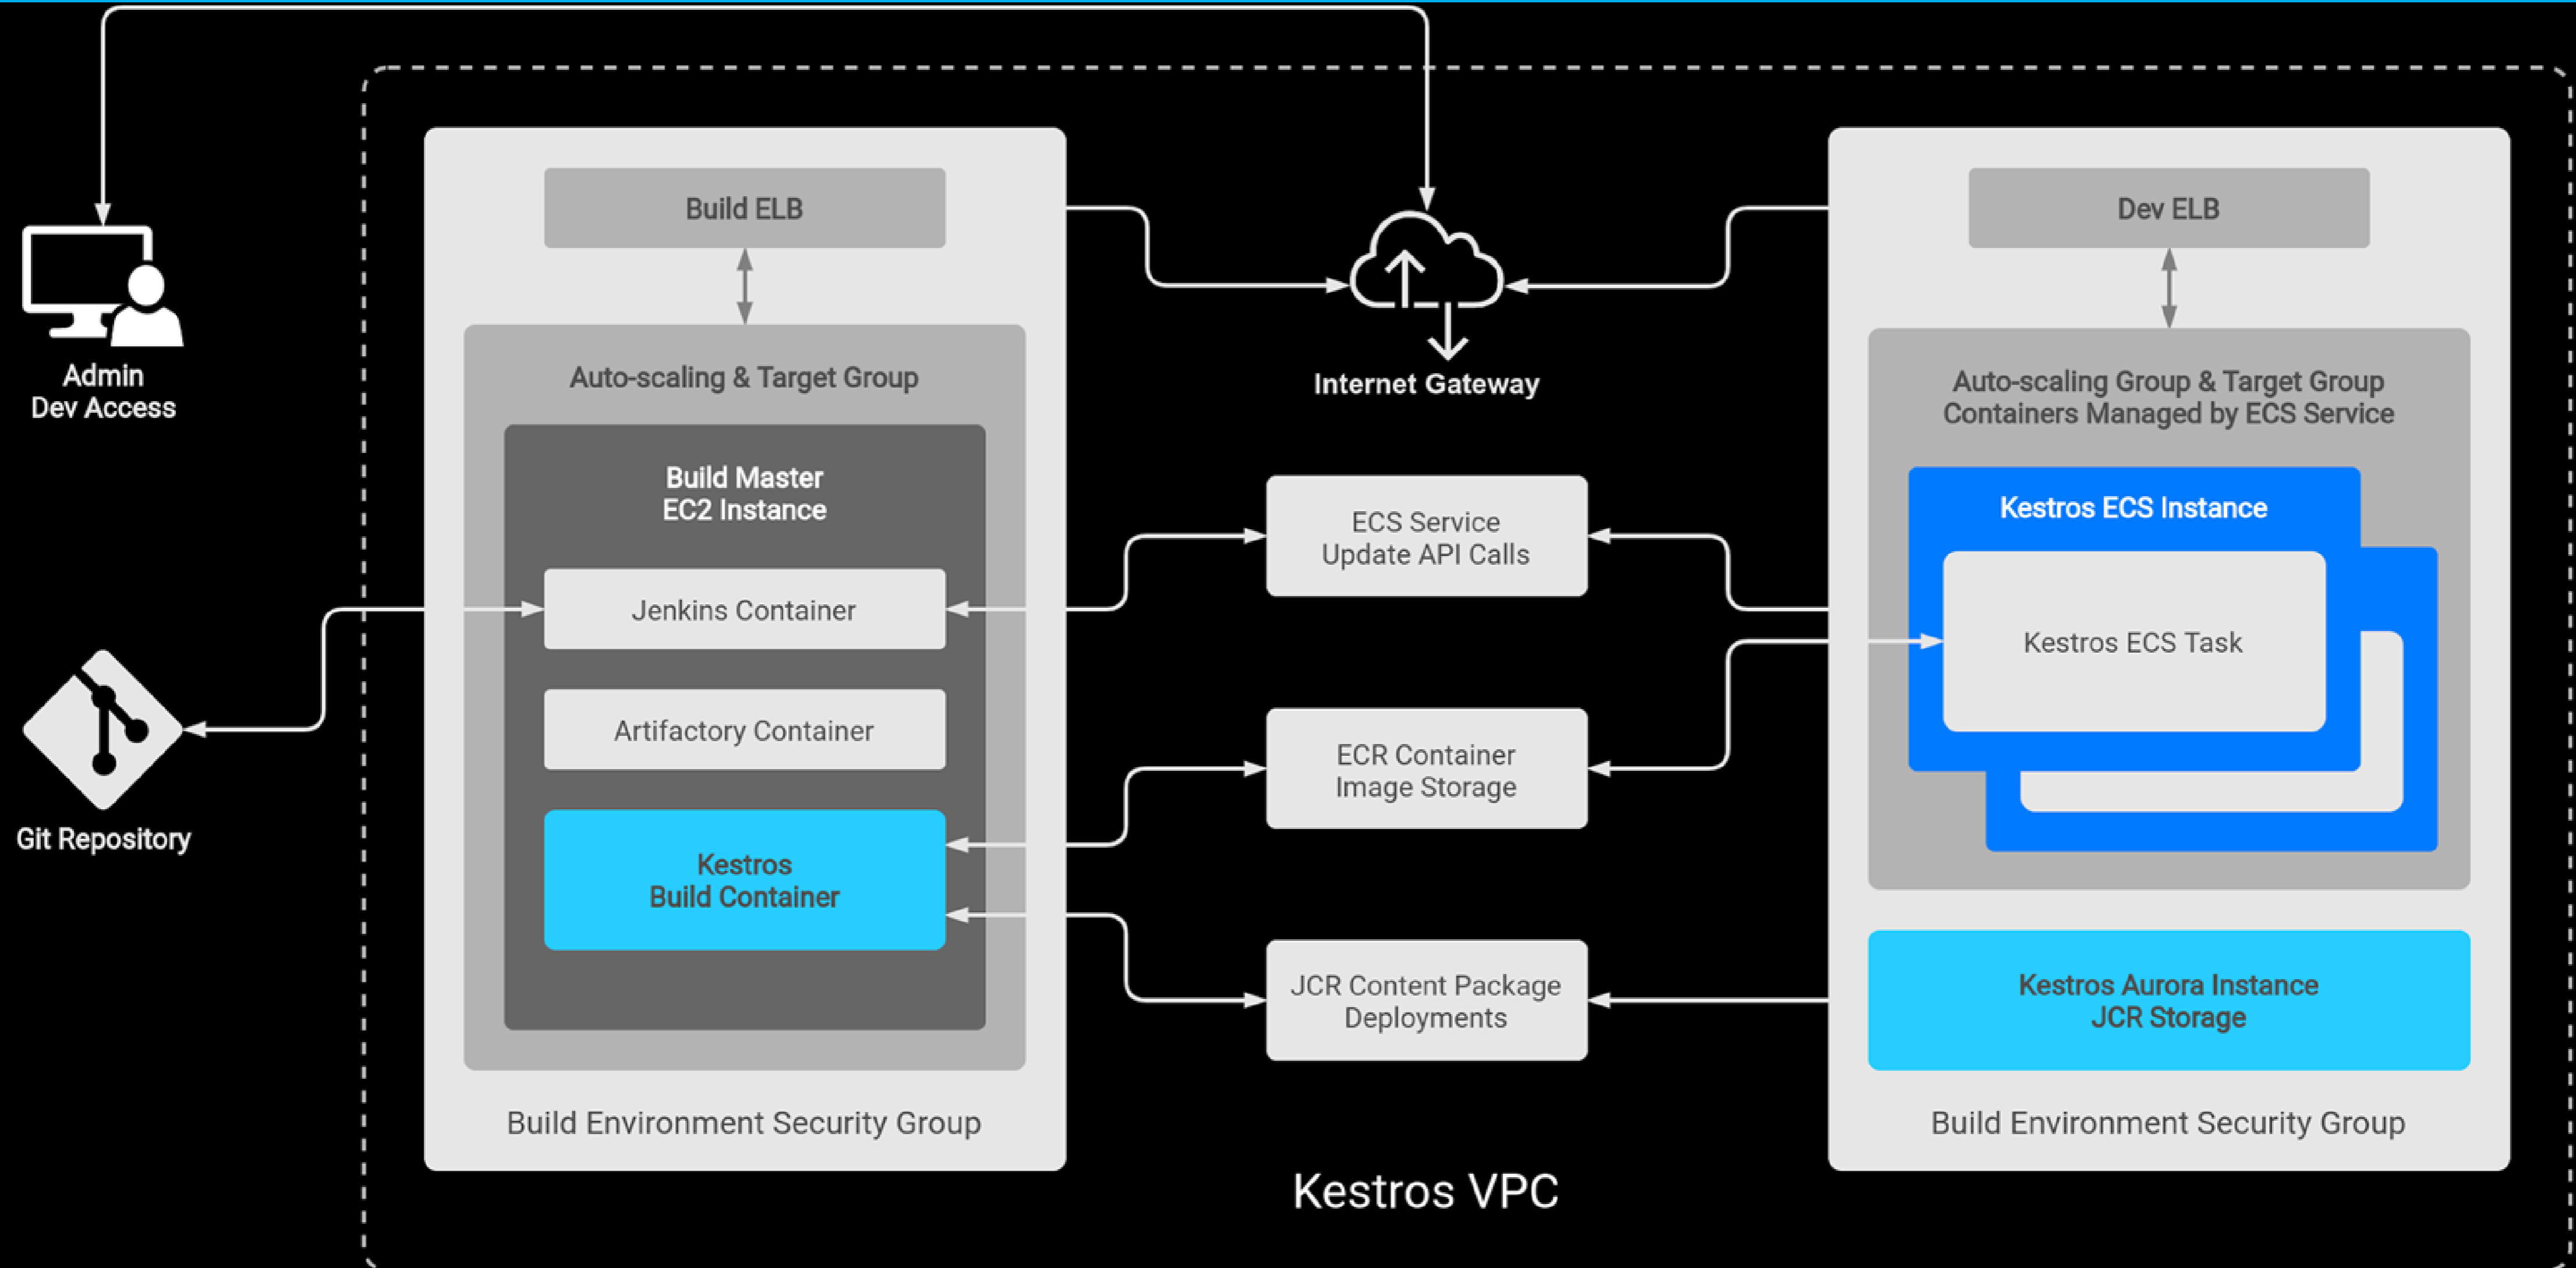 Admin
Dev Access
Git Repository
Build ELB
Auto-scaling & Target Group
Build Master
EC2 Instance
Jenkins Container
Artifactory Container
Kestros
Build Container
Build Environment Security Group
Internet Gateway
ECS Service
Update API Calls
ECR Container
Image Storage
JCR Content Package
Deployments
Kestros VPC
Dev ELB
Auto-scaling Group & Target Group
Containers Managed by ECS Service
Kestros ECS Instance
Kestros ECS Task
Kestros Aurora Instance
JCR Storage
Build Environment Security Group